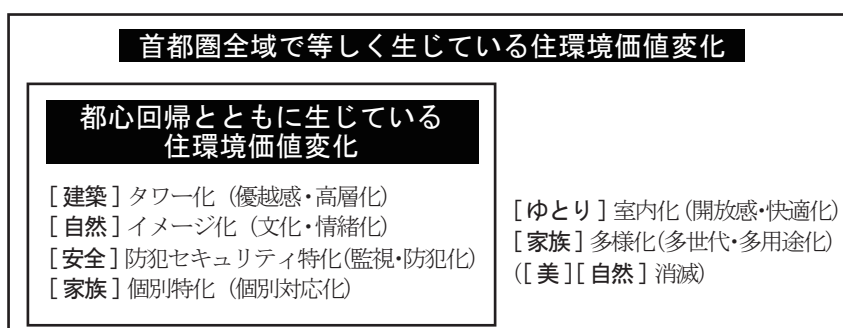 首都圏全域で等しく生じている住環境価値変化
都心回帰とともに生じている
住環境価値変化
[建築] タワー化（優越感・高層化）
[自然] イメージ化（文化・情緒化）
[安全] 防犯セキュリティ特化(監視・防犯化)
[家族] 個別特化（個別対応化）
[ゆとり] 室内化(開放感・快適化)
[家族] 多様化(多世代・多用途化)
([美][自然] 消滅)